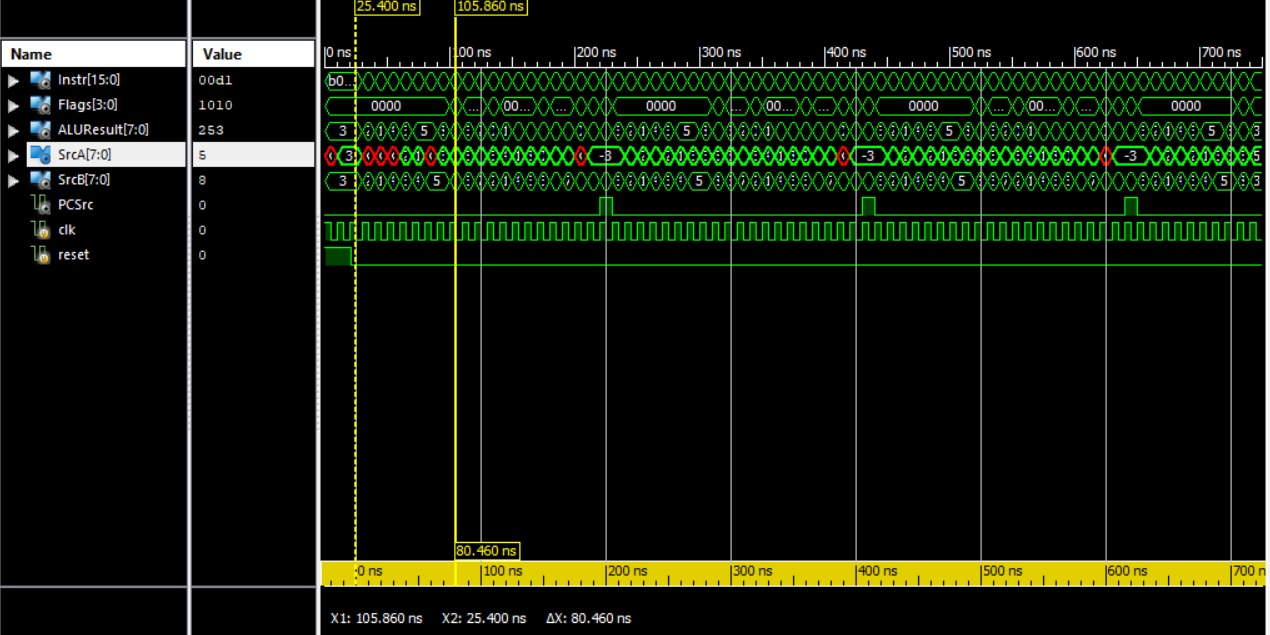 25.400 ns 105.860 ns
Name Value
0 ns 100 ns 200 ns 300 ns 400 ns 500 ns 600 ns 700 ns
Instr[15:0] 00d1 b0...
Flags[3:0] 1010 0000 ... 00... ... 0000 ... 00... ... 0000 ... 00... ... 0000
ALUResult[7:0] 253 3 5 5 5 5 3
SrcA[7:0] 5 3 -3 -3 -3 5
SrcB[7:0] 8 3 5 5 5 5 3
PCSrc 0
clk 0
reset 0
80.460 ns
0 ns 100 ns 200 ns 300 ns 400 ns 500 ns 600 ns 700 n
X1: 105.860 ns X2: 25.400 ns ΔX: 80.460 ns